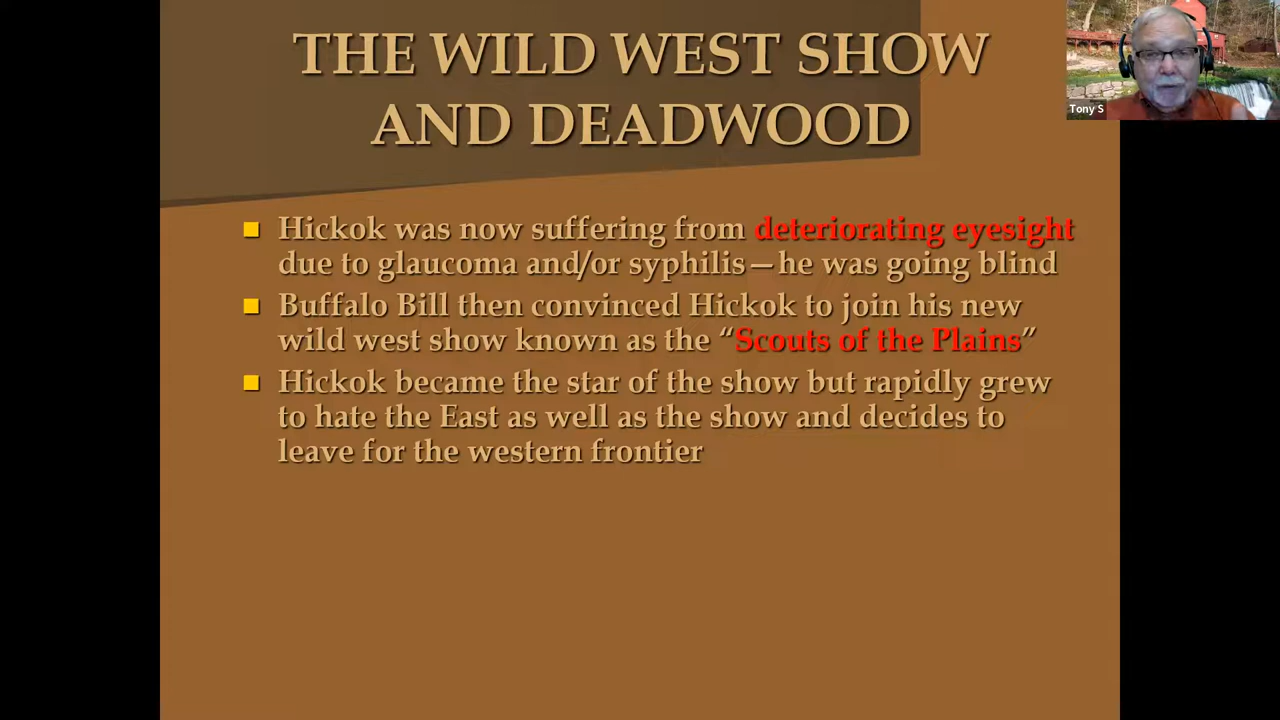 THE WILD WEST SHOW
AND DEADWOOD
Tony S
Hickok was now suffering from deteriorating eyesight
due to glaucoma and/or syphilis—he was going blind
Buffalo Bill then convinced Hickok to join his new
wild west show known as the “Scouts of the Plains”
Hickok became the star of the show but rapidly grew
to hate the East as well as the show and decides to
leave for the western frontier